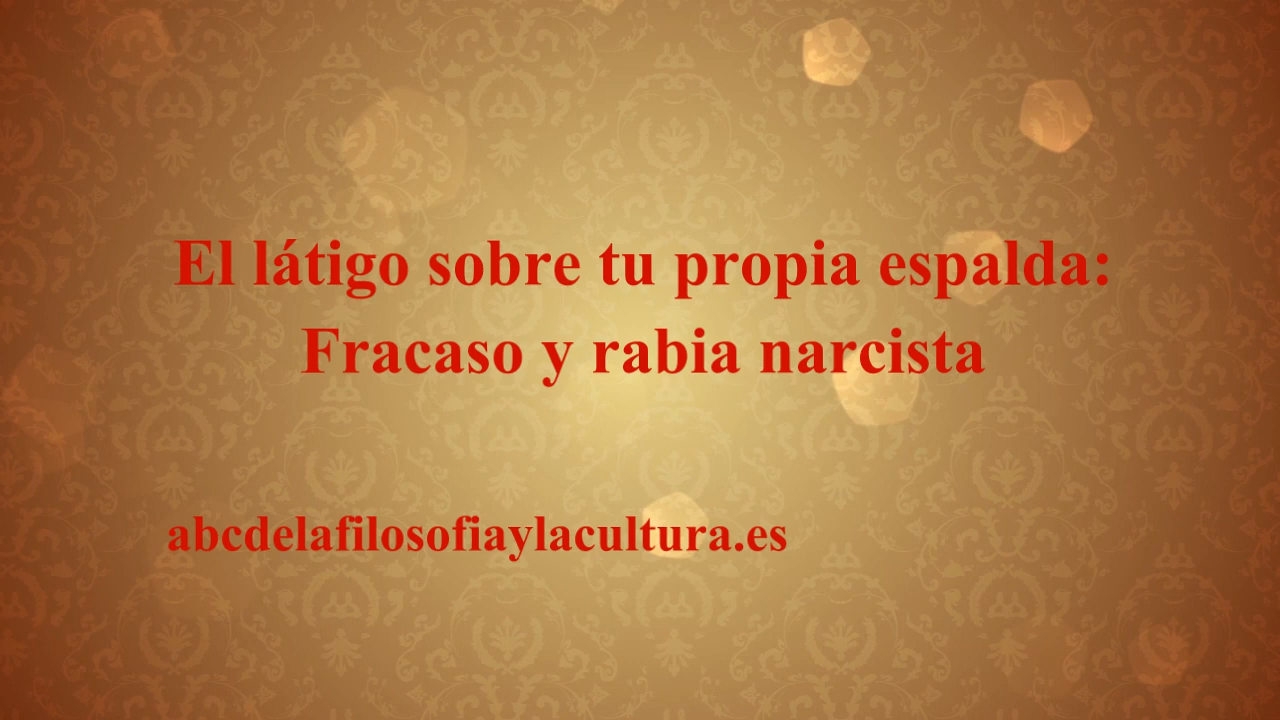 El látigo sobre tu propia espalda:
Fracaso y rabia narcista
abcdelafilosofiaylacultura.es